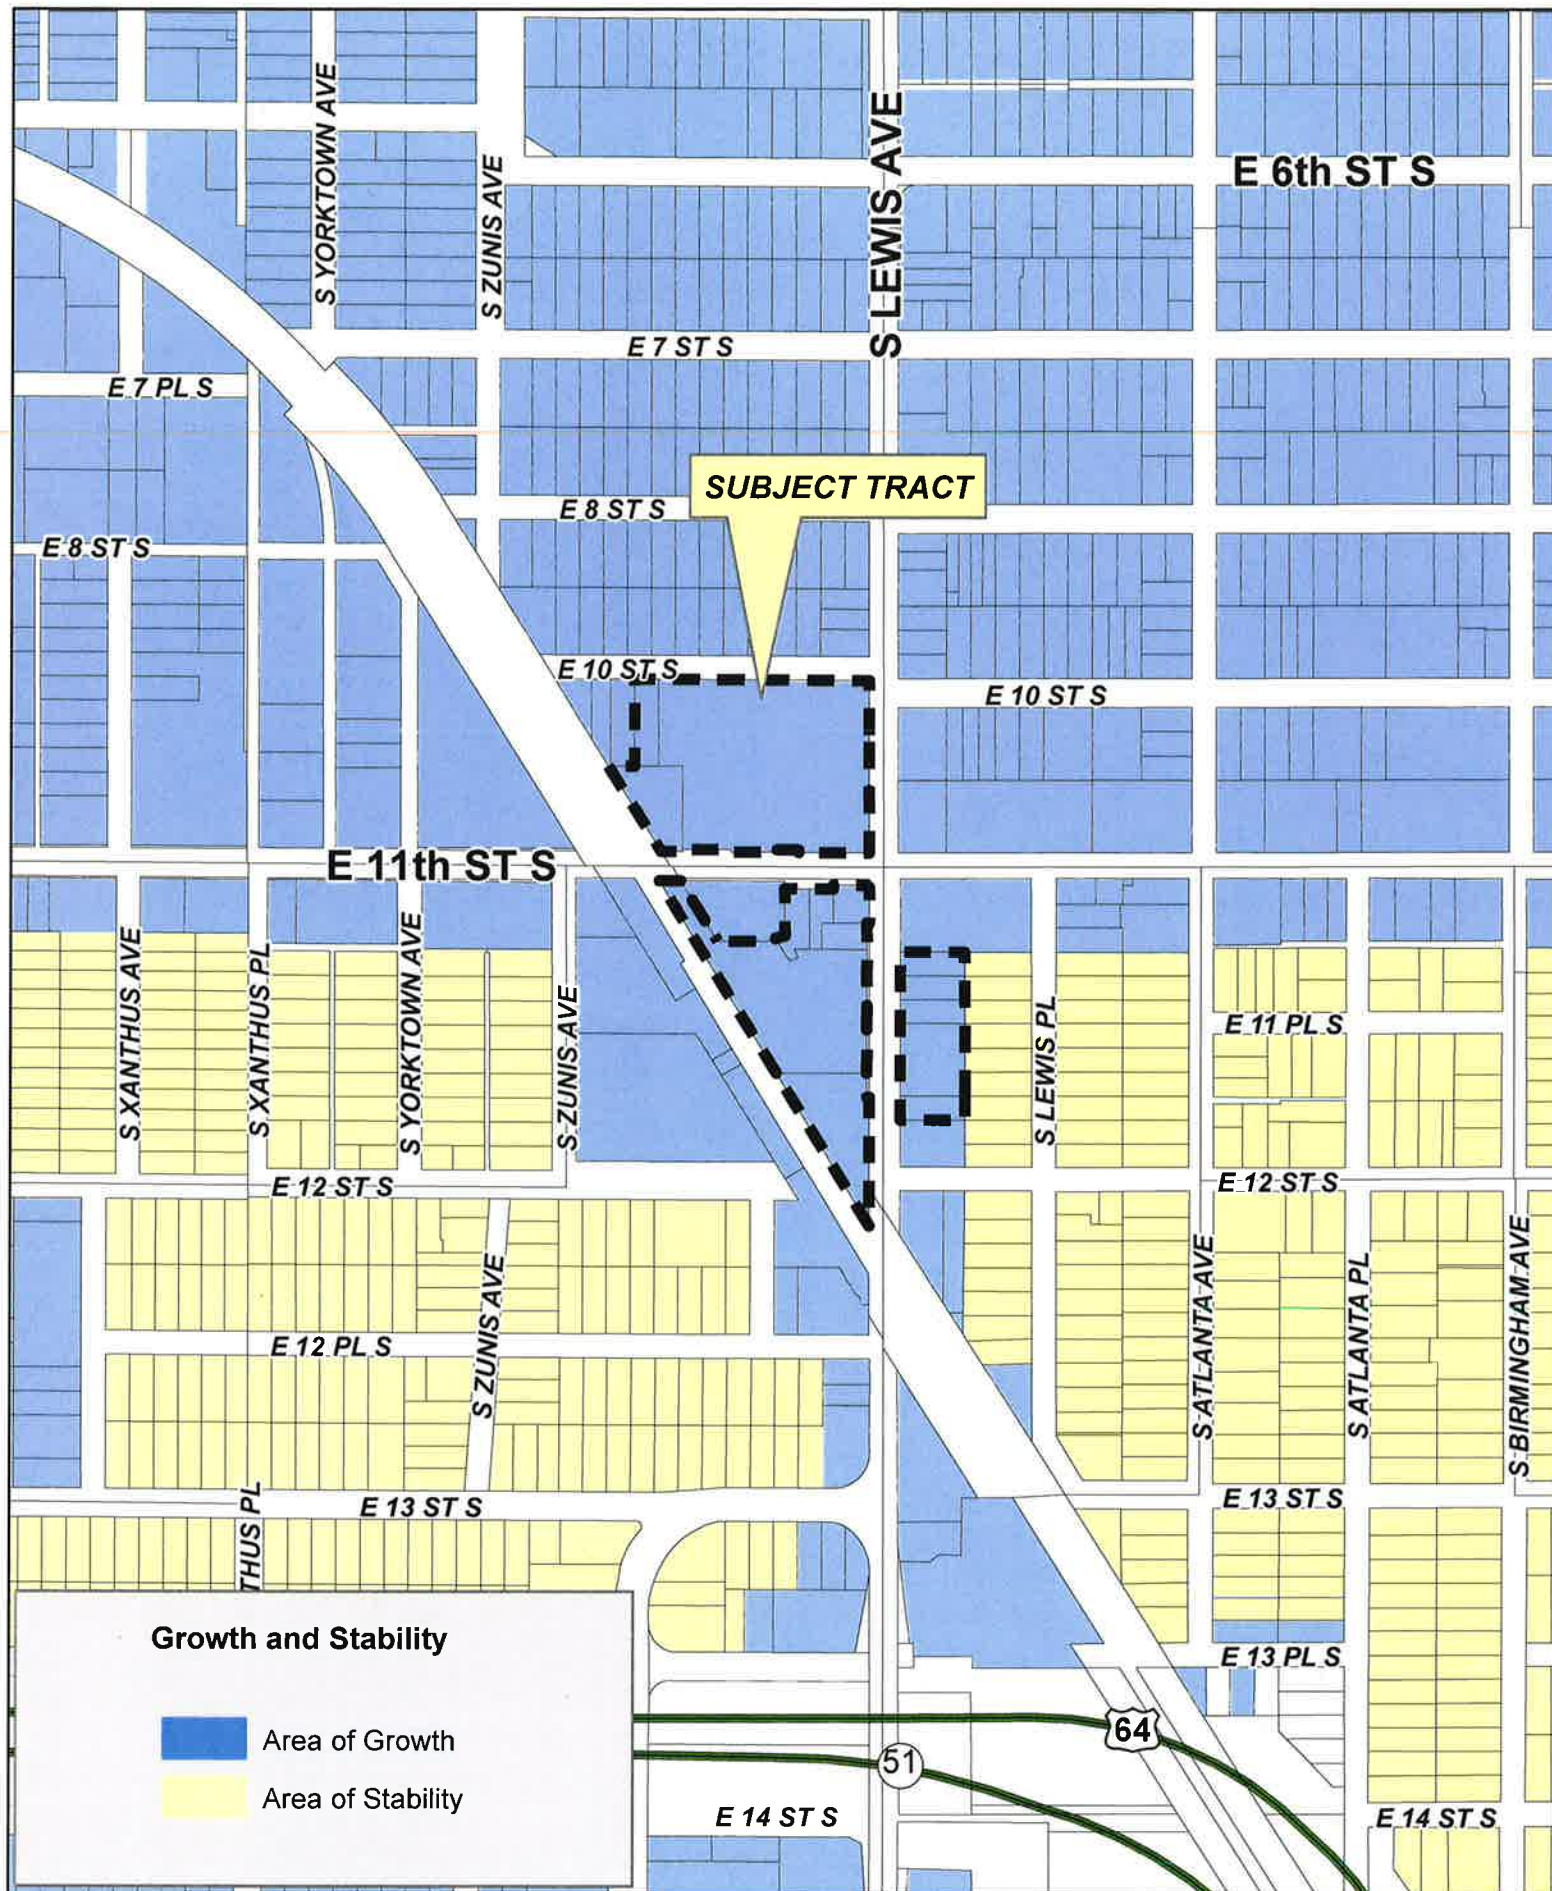 S YORKTOWN AVE
S ZUNIS AVE
S LEWIS AVE
E 6th ST S
E 7 ST S
E 7 PL S
SUBJECT TRACT
E 8 ST S
E 8 ST S
E 10 ST S
E 10 ST S
E 11th ST S
S XANTHUS AVE
S XANTHUS PL
S YORKTOWN AVE
S ZUNIS AVE
S LEWIS PL
E 11 PL S
E 12 ST S
E 12 ST S
S ZUNIS AVE
S ATLANTA AVE
S ATLANTA PL
S BIRMINGHAM AVE
E 12 PL S
E 13 ST S
E 13 ST S
THUS PL
Growth and Stability
Area of Growth
Area of Stability
E 13 PL S
64
51
E 14 ST S
E 14 ST S